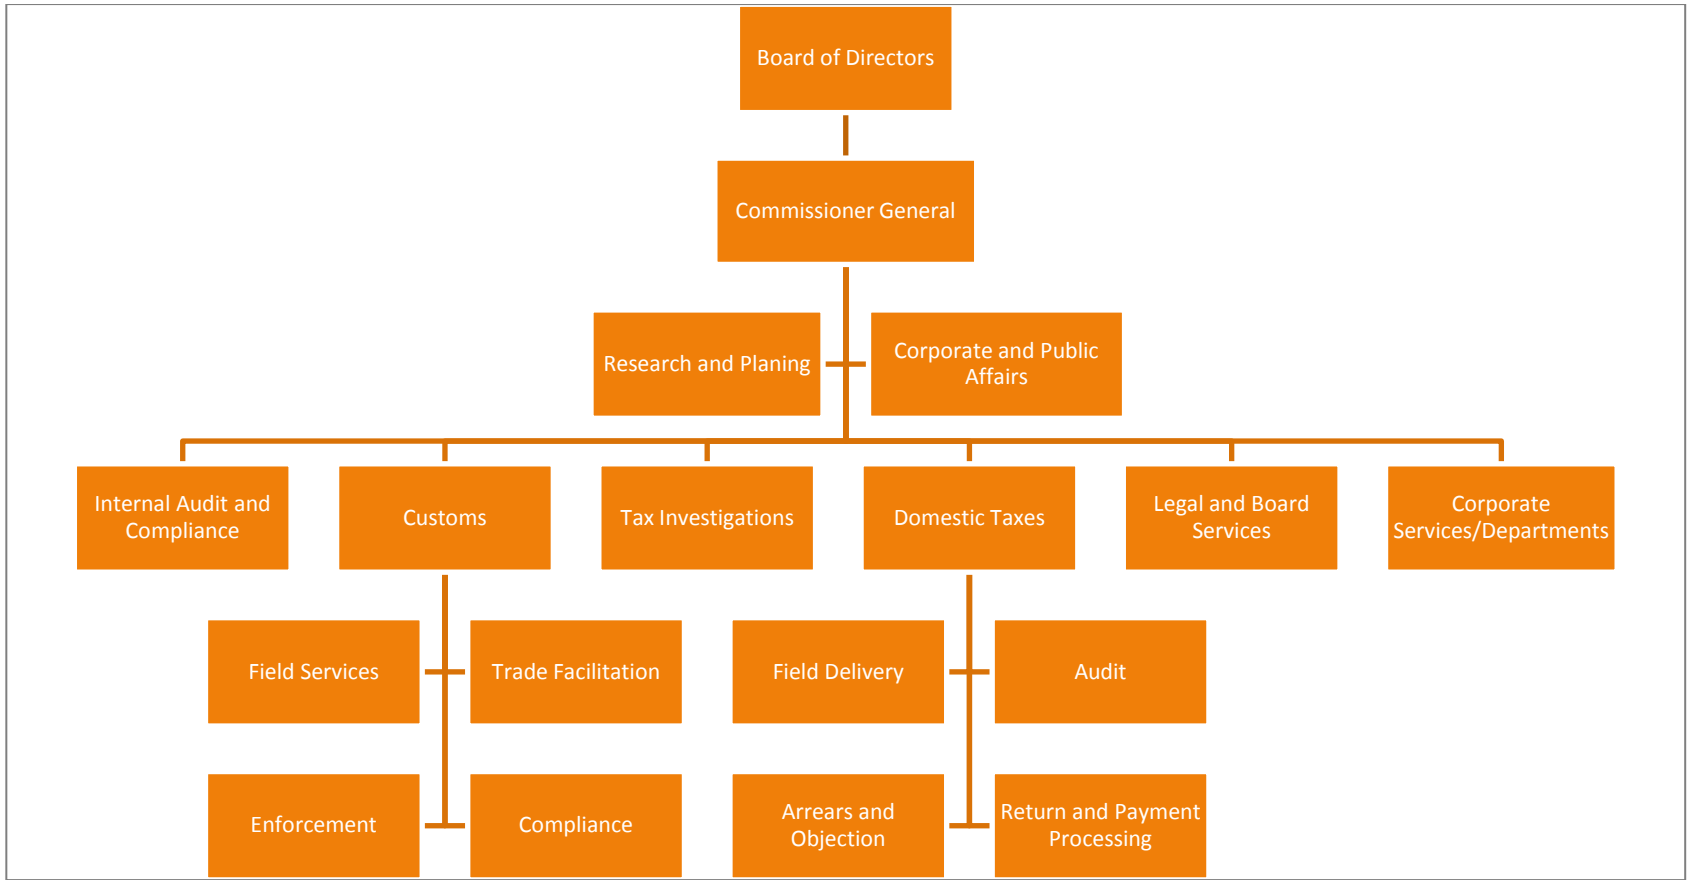 Board of Directors
Commissioner General
Research and Planing
Corporate and Public
Affairs
Internal Audit and
Compliance
Customs
Tax Investigations
Domestic Taxes
Legal and Board
Services
Corporate
Services/Departments
Field Services
Trade Facilitation
Field Delivery
Audit
Enforcement
Compliance
Arrears and
Objection
Return and Payment
Processing